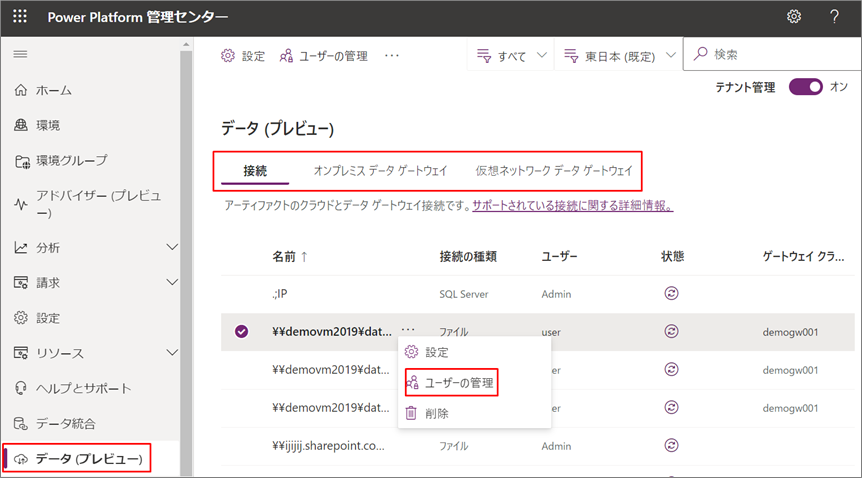 Power Platform 管理センター
設定 ユーザーの管理 ··· すべて 東日本 (既定) 検索
テナント管理 オン
ホーム
環境
環境グループ
アドバイザー (プレビュ
ー)
分析
請求
設定
リソース
ヘルプとサポート
データ統合
データ (プレビュー)
データ (プレビュー)
接続 オンプレミス データ ゲートウェイ 仮想ネットワーク データ ゲートウェイ
アーティファクトのクラウドとデータ ゲートウェイ接続です。サポートされている接続に関する詳細情報。
名前 ↑ 接続の種類 ユーザー 状態 ゲートウェイ クラ...
.;IP SQL Server Admin
¥¥demovm2019¥dat... ··· ファイル user demogw001
設定
ユーザーの管理
削除
¥¥demovm2019¥dat... demogw001
¥¥demovm2019¥dat... demogw001
¥¥ijijij.sharepoint.co... ファイル Admin